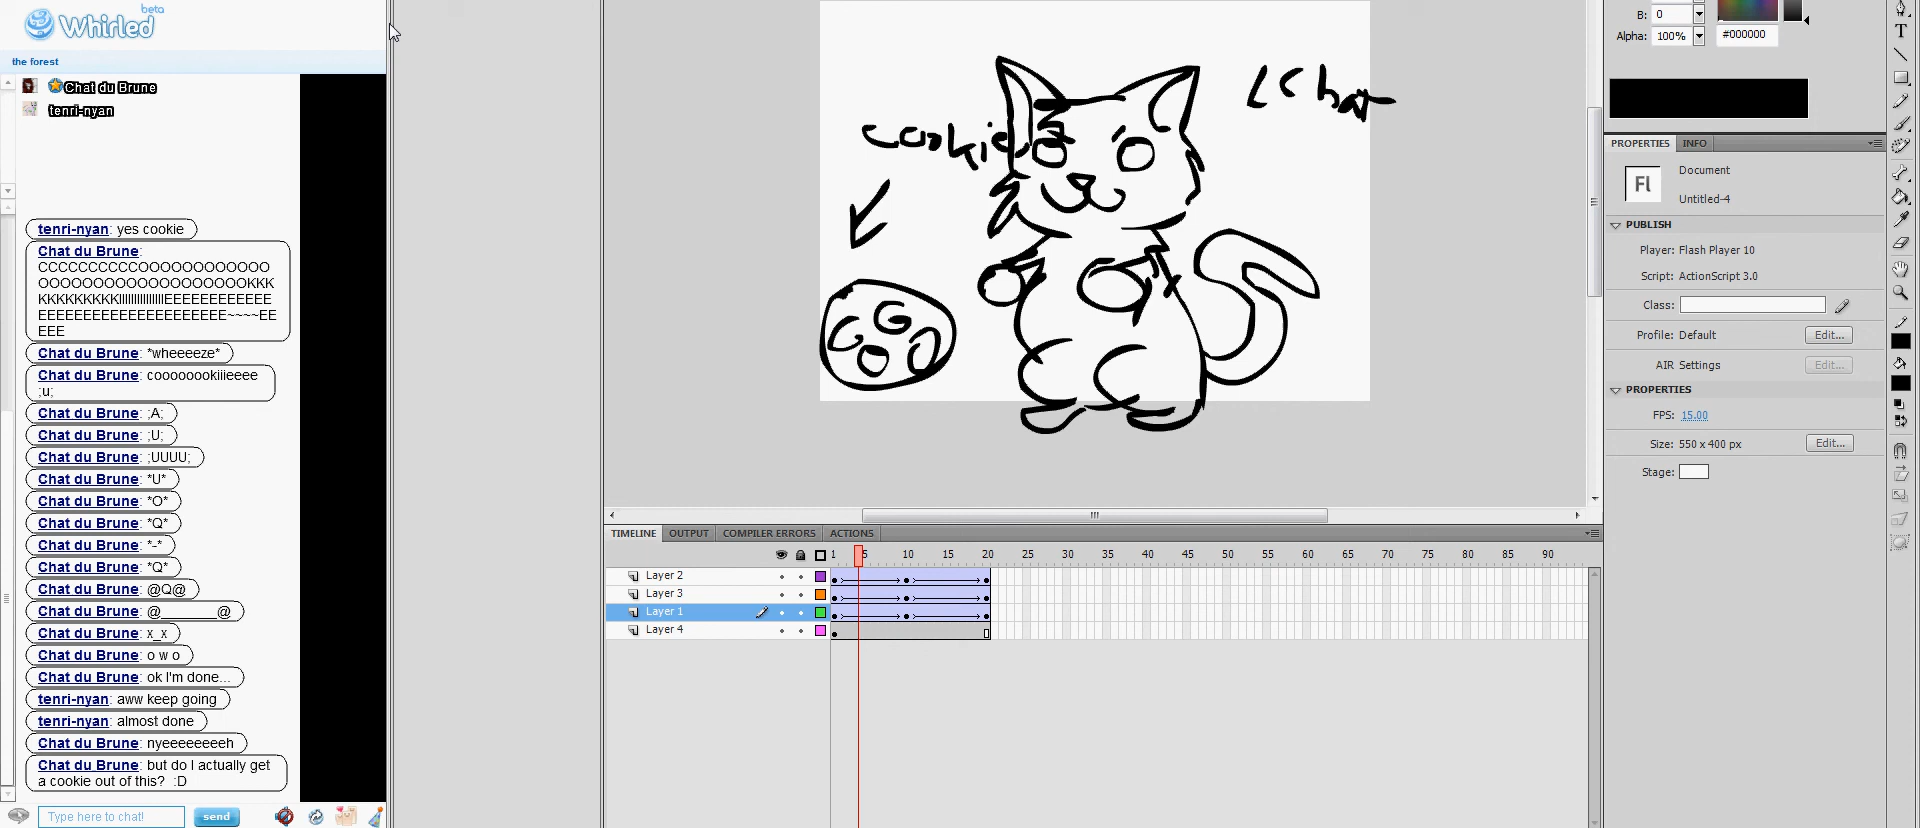 beta
Whirled
the forest
Chat du Brune
tenri-nyan
tenri-nyan: yes cookie
Chat du Brune:
CCCCCCCCCCOOOOOOOOOOOOO
OOOOOOOOOOOOOOOOOOOOOKKK
KKKKKKKKKKIIIIIIIIIIIIIIIEEEEEEEEEEEE
EEEEEEEEEEEEEEEEEEEEE~~~~EE
EEE
Chat du Brune: *wheeeeze*
Chat du Brune: coooooookiiieeee
;u;
Chat du Brune: ;A;
Chat du Brune: ;U;
Chat du Brune: ;UUUU;
Chat du Brune: *U*
Chat du Brune: *O*
Chat du Brune: *Q*
Chat du Brune: *-*
Chat du Brune: *Q*
Chat du Brune: @Q@
Chat du Brune: @_______@
Chat du Brune: x_x
Chat du Brune: o w o
Chat du Brune: ok I'm done...
tenri-nyan: aww keep going
tenri-nyan: almost done
Chat du Brune: nyeeeeeeeeh
Chat du Brune: but do I actually get
a cookie out of this? :D
Type here to chat!
send
cookie
TIMELINE OUTPUT COMPILER ERRORS ACTIONS
1 5 10 15 20 25 30 35 40 45 50 55 60 65 70 75 80 85 90
Layer 2
Layer 3
Layer 1
Layer 4
B: 0
Alpha: 100% #000000
PROPERTIES INFO
Fl
Document
Untitled-4
PUBLISH
Player: Flash Player 10
Script: ActionScript 3.0
Class:
Profile: Default Edit...
AIR Settings Edit...
PROPERTIES
FPS: 15.00
Size: 550 x 400 px Edit...
Stage:
T